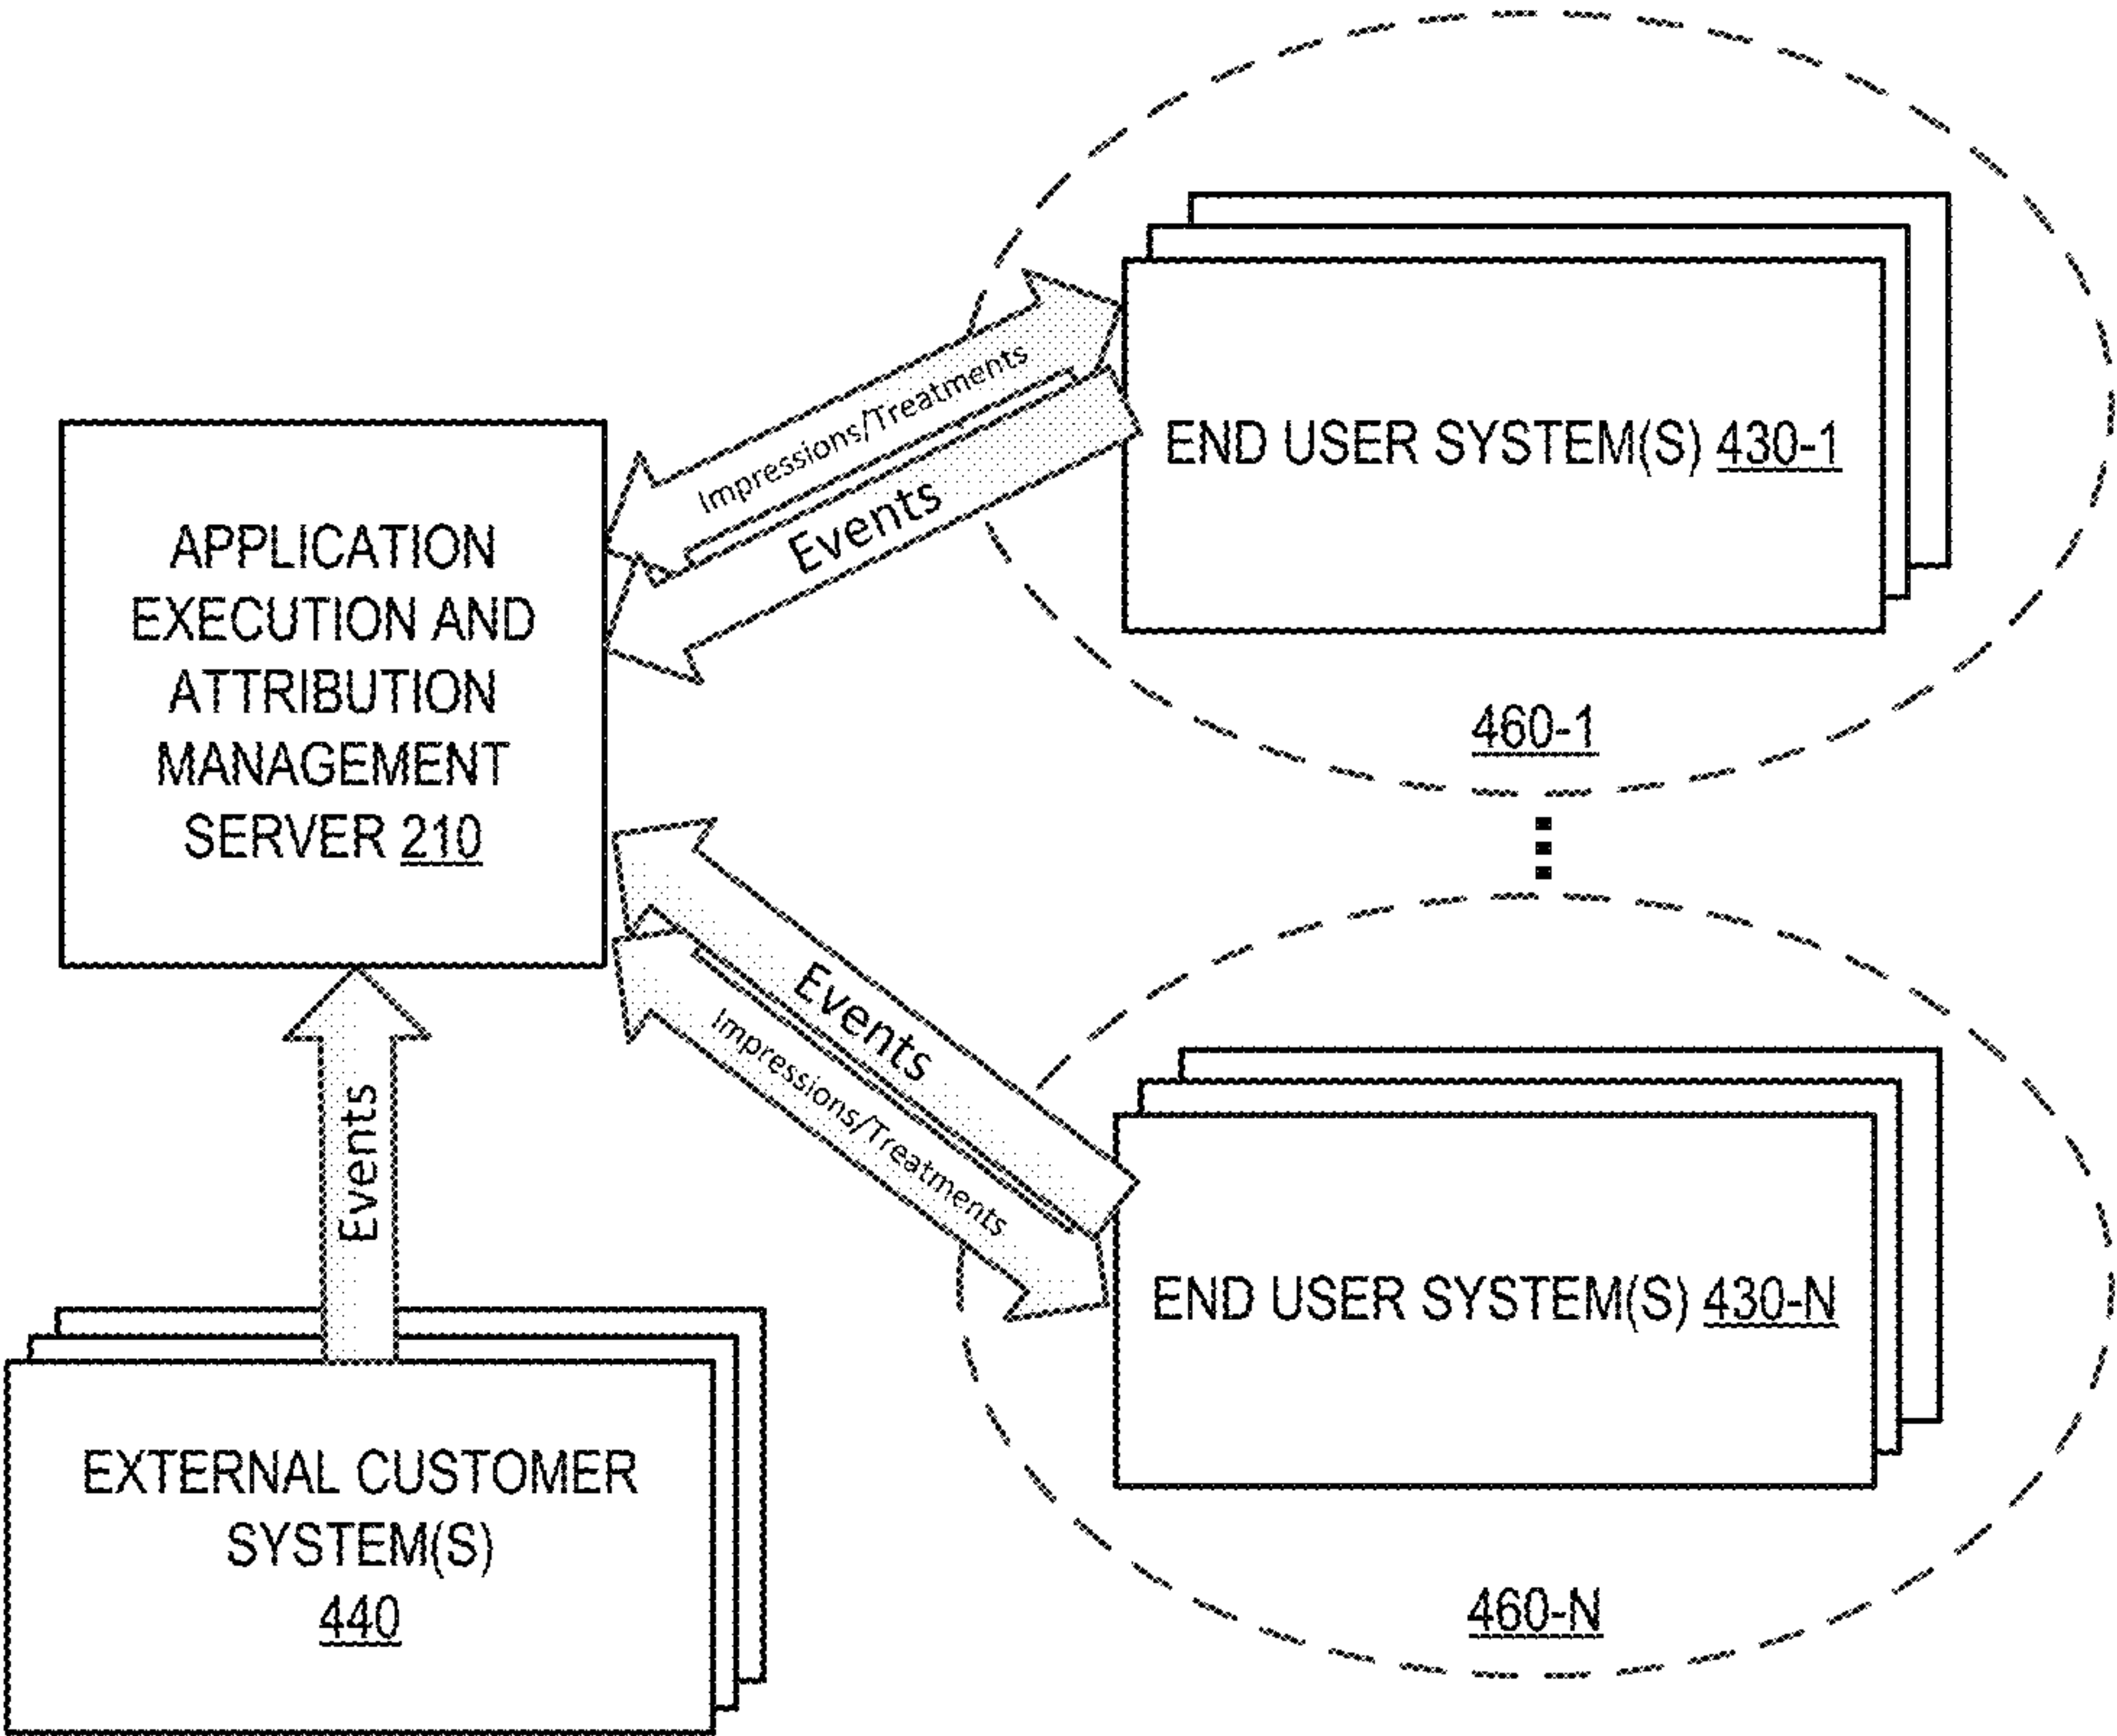 APPLICATION
EXECUTION AND
ATTRIBUTION
MANAGEMENT
SERVER 210
Impressions/Treatments
Events
END USER SYSTEM(S) 430-1
460-1
Events
Impressions/Treatments
END USER SYSTEM(S) 430-N
460-N
Events
EXTERNAL CUSTOMER
SYSTEM(S)
440